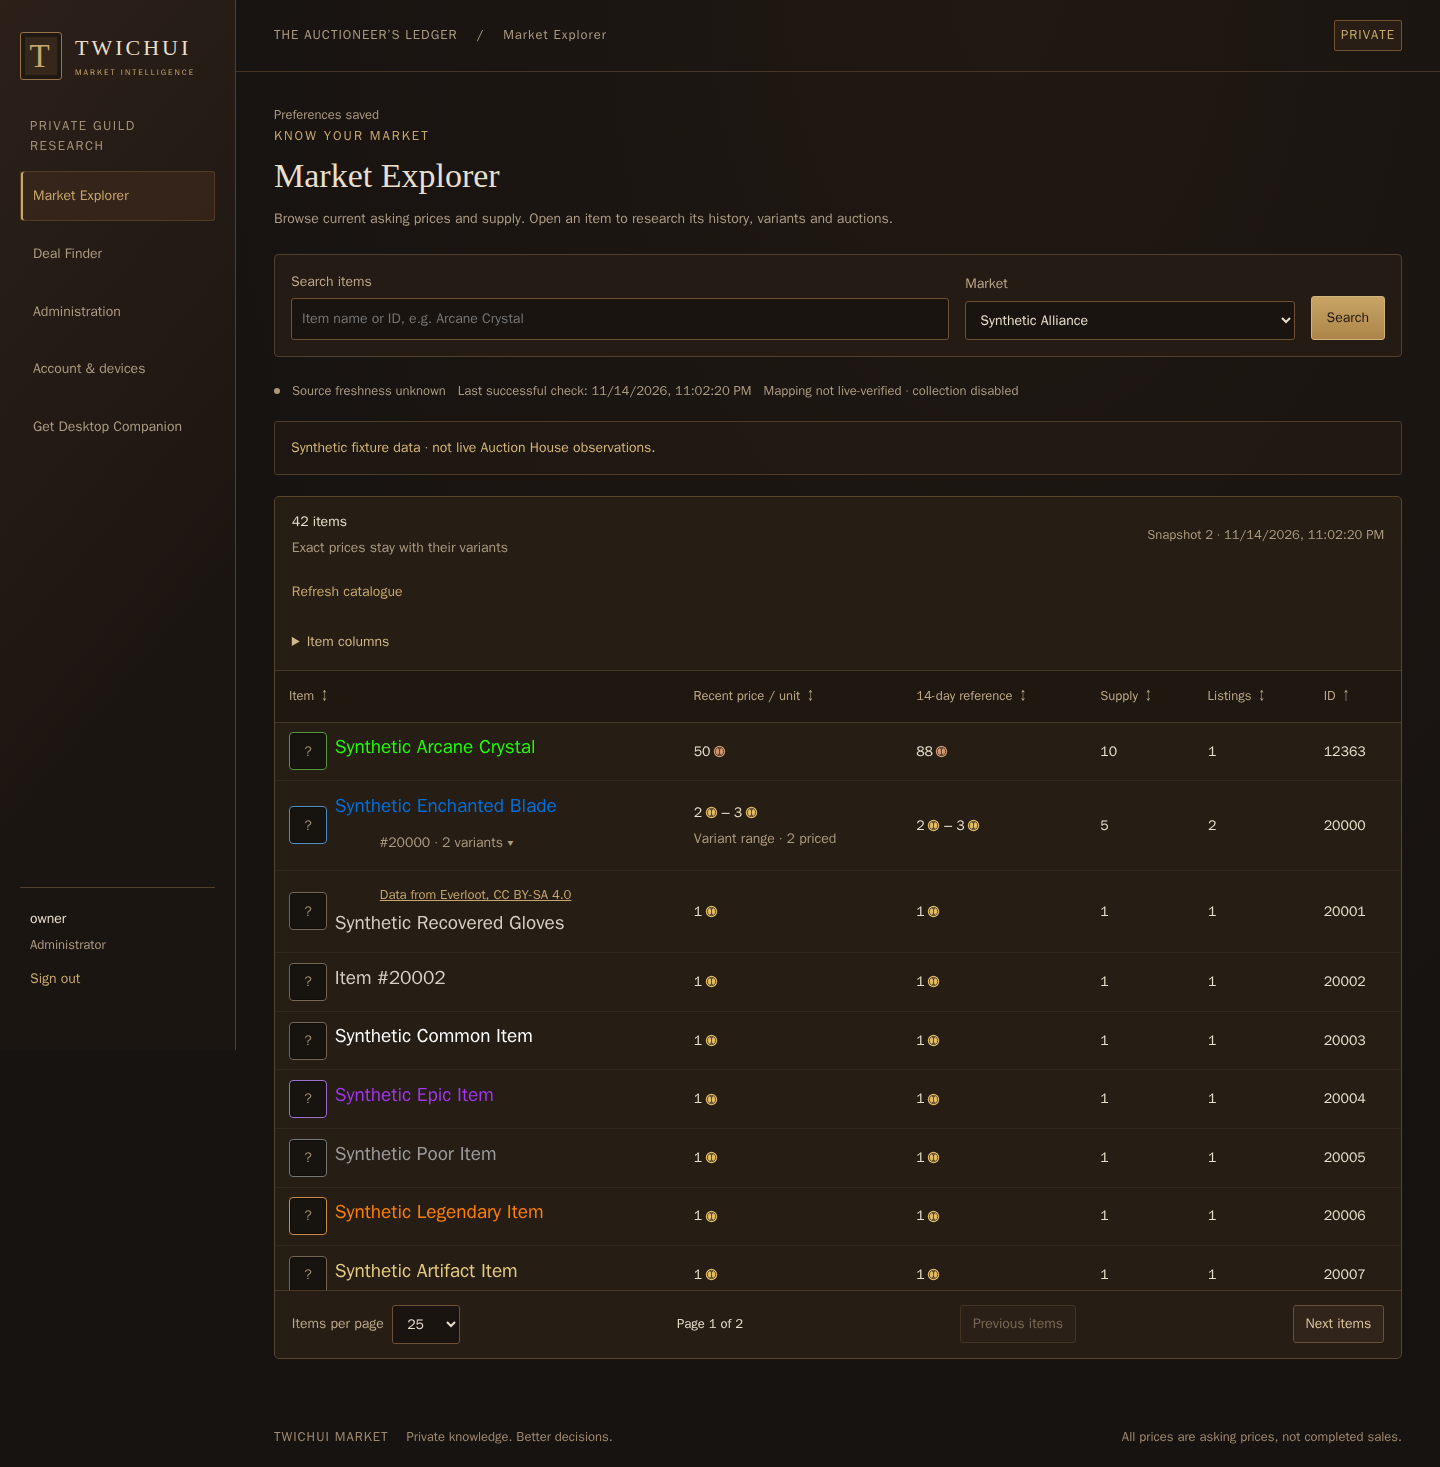 T
TWICHUI
MARKET INTELLIGENCE
PRIVATE GUILD
RESEARCH
Market Explorer
Deal Finder
Administration
Account & devices
Get Desktop Companion
owner
Administrator
Sign out
THE AUCTIONEER'S LEDGER / Market Explorer
PRIVATE
Preferences saved
KNOW YOUR MARKET
Market Explorer
Browse current asking prices and supply. Open an item to research its history, variants and auctions.
Search items
Item name or ID, e.g. Arcane Crystal
Market
Synthetic Alliance
Search
Source freshness unknown Last successful check: 11/14/2026, 11:02:20 PM Mapping not live-verified · collection disabled
Synthetic fixture data · not live Auction House observations.
42 items
Exact prices stay with their variants
Snapshot 2 · 11/14/2026, 11:02:20 PM
Refresh catalogue
▶ Item columns
Item ↕ Recent price / unit ↕ 14-day reference ↕ Supply ↕ Listings ↕ ID ↑
? Synthetic Arcane Crystal 50 88 10 1 12363
? Synthetic Enchanted Blade
#20000 · 2 variants ▾
2 – 3
Variant range · 2 priced
2 – 3 5 2 20000
Data from Everloot, CC BY-SA 4.0
? Synthetic Recovered Gloves 1 1 1 1 20001
? Item #20002 1 1 1 1 20002
? Synthetic Common Item 1 1 1 1 20003
? Synthetic Epic Item 1 1 1 1 20004
? Synthetic Poor Item 1 1 1 1 20005
? Synthetic Legendary Item 1 1 1 1 20006
? Synthetic Artifact Item 1 1 1 1 20007
Items per page 25 Page 1 of 2 Previous items Next items
TWICHUI MARKET Private knowledge. Better decisions.
All prices are asking prices, not completed sales.